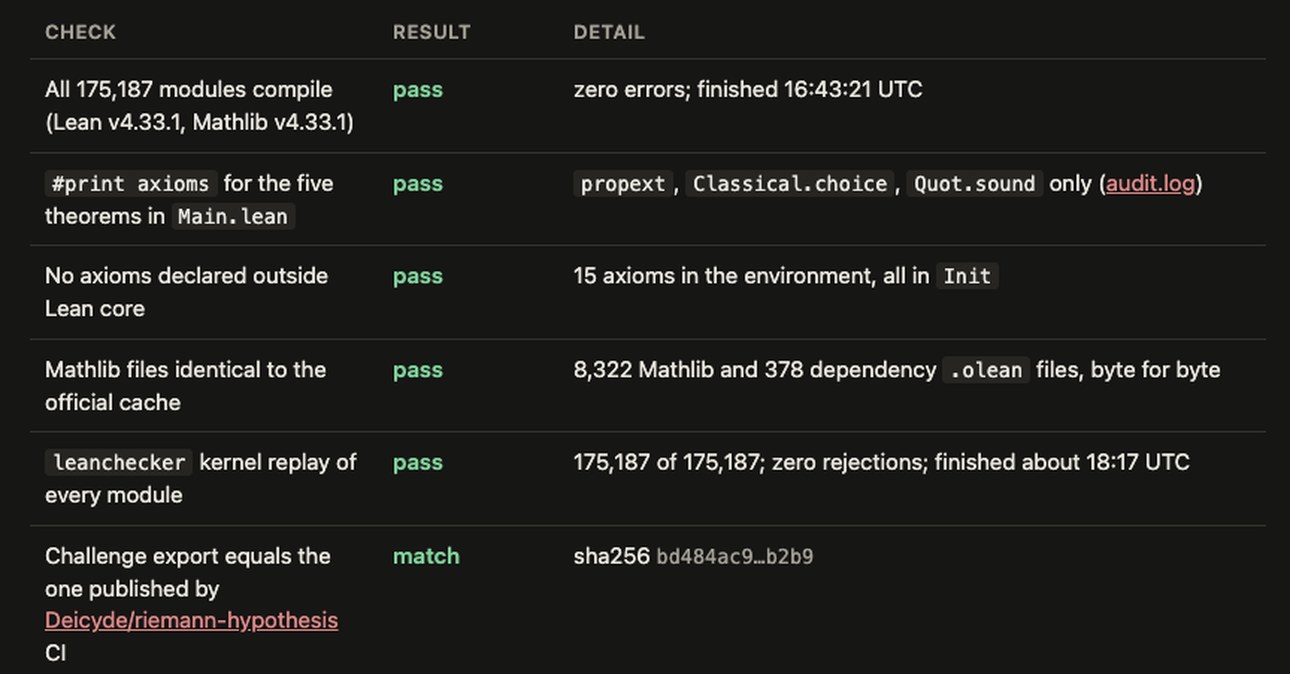 CHECK RESULT DETAIL
All 175,187 modules compile pass zero errors; finished 16:43:21 UTC
(Lean v4.33.1, Mathlib v4.33.1)
#print axioms for the five pass propext, Classical.choice, Quot.sound only (audit.log)
theorems in Main.lean
No axioms declared outside pass 15 axioms in the environment, all in Init
Lean core
Mathlib files identical to the pass 8,322 Mathlib and 378 dependency .olean files, byte for byte
official cache
leanchecker kernel replay of pass 175,187 of 175,187; zero rejections; finished about 18:17 UTC
every module
Challenge export equals the match sha256 bd484ac9…b2b9
one published by
Deicyde/riemann-hypothesis
CI